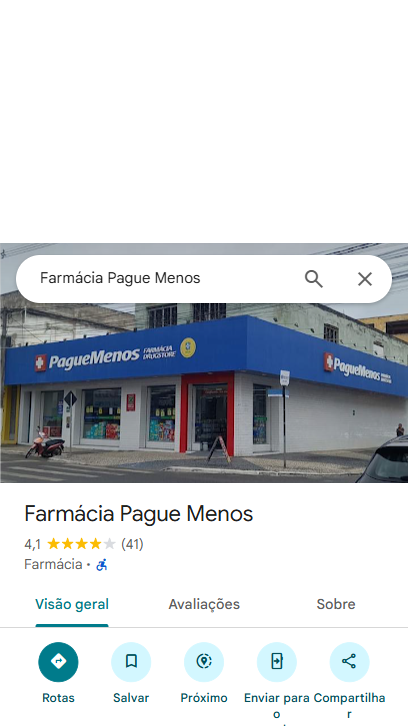 Farmácia Pague Menos
PagueMenos FARMÁCIA
DRUGSTORE
PagueMenos
Farmácia Pague Menos
4,1 (41)
Farmácia •
Visão geral Avaliações Sobre
Rotas Salvar Próximo Enviar para Compartilha
o r